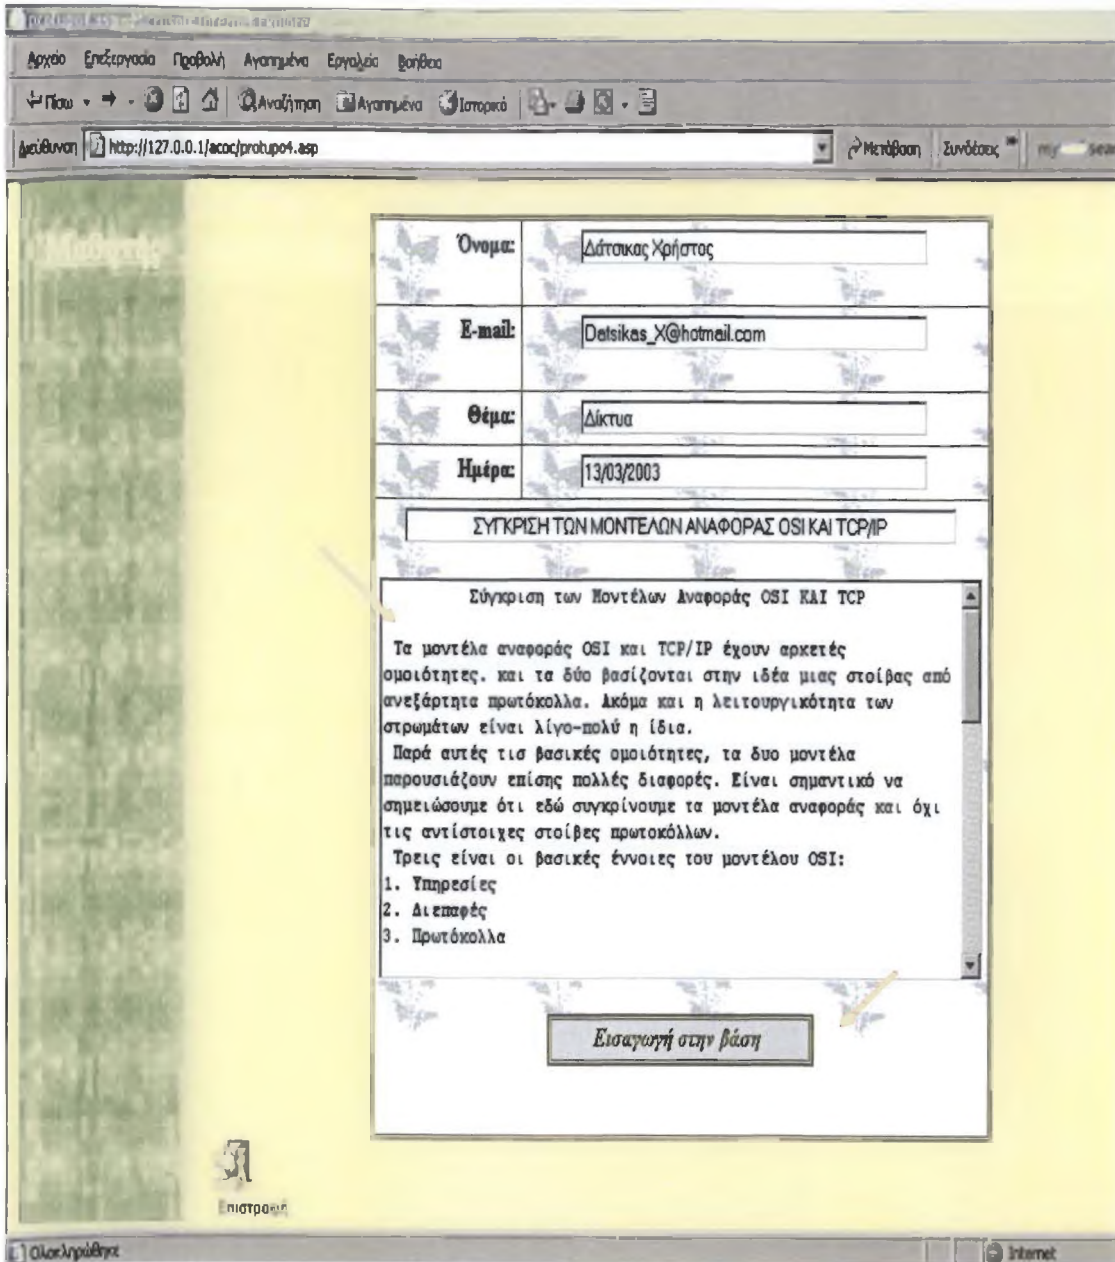 Αρχείο Επεξεργασία Προβολή Αγαπημένα Εργαλεία Βοήθεια
Πίσω Αναζήτηση Αγαπημένα Ιστορικό
Διεύθυνση http://127.0.0.1/acoc/protupo4.asp Μετάβαση Συνδέσεις my sear
Μαθητής
Όνομα: Δάτσικας Χρήστος
E-mail: Datsikas_X@hotmail.com
Θέμα: Δίκτυα
Ημέρα: 13/03/2003
ΣΥΓΚΡΙΣΗ ΤΩΝ ΜΟΝΤΕΛΩΝ ΑΝΑΦΟΡΑΣ OSI ΚΑΙ TCP/IP
Σύγκριση των Μοντέλων Αναφοράς OSI ΚΑΙ TCP
Τα μοντέλα αναφοράς OSI και TCP/IP έχουν αρκετές
ομοιότητες. και τα δύο βασίζονται στην ιδέα μιας στοίβας από
ανεξάρτητα πρωτόκολλα. Ακόμα και η λειτουργικότητα των
στρωμάτων είναι λίγο-πολύ η ίδια.
Παρά αυτές τισ βασικές ομοιότητες, τα δυο μοντέλα
παρουσιάζουν επίσης πολλές διαφορές. Είναι σημαντικό να
σημειώσουμε ότι εδώ συγκρίνουμε τα μοντέλα αναφοράς και όχι
τις αντίστοιχες στοίβες πρωτοκόλλων.
Τρεις είναι οι βασικές έννοιες του μοντέλου OSI:
1. Υπηρεσίες
2. Διεπαφές
3. Πρωτόκολλα
Εισαγωγή στην βάση
Επιστροφή
Ολοκληρώθηκε Internet